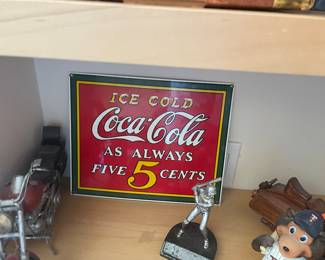 ICE COLD
Coca-Cola
AS ALWAYS
FIVE 5 CENTS
T